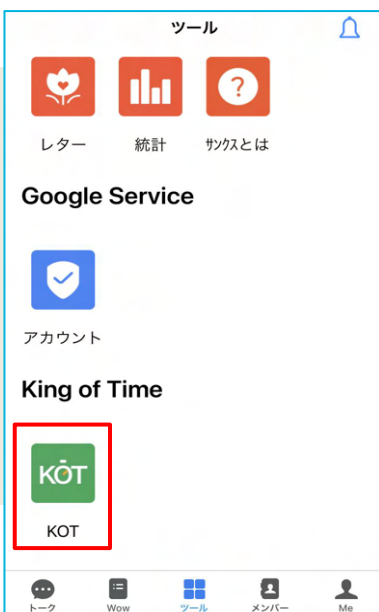 ツール
?
レター 統計 ｻﾝｸｽとは
Google Service
アカウント
King of Time
KOT
KOT
トーク Wow ツール メンバー Me